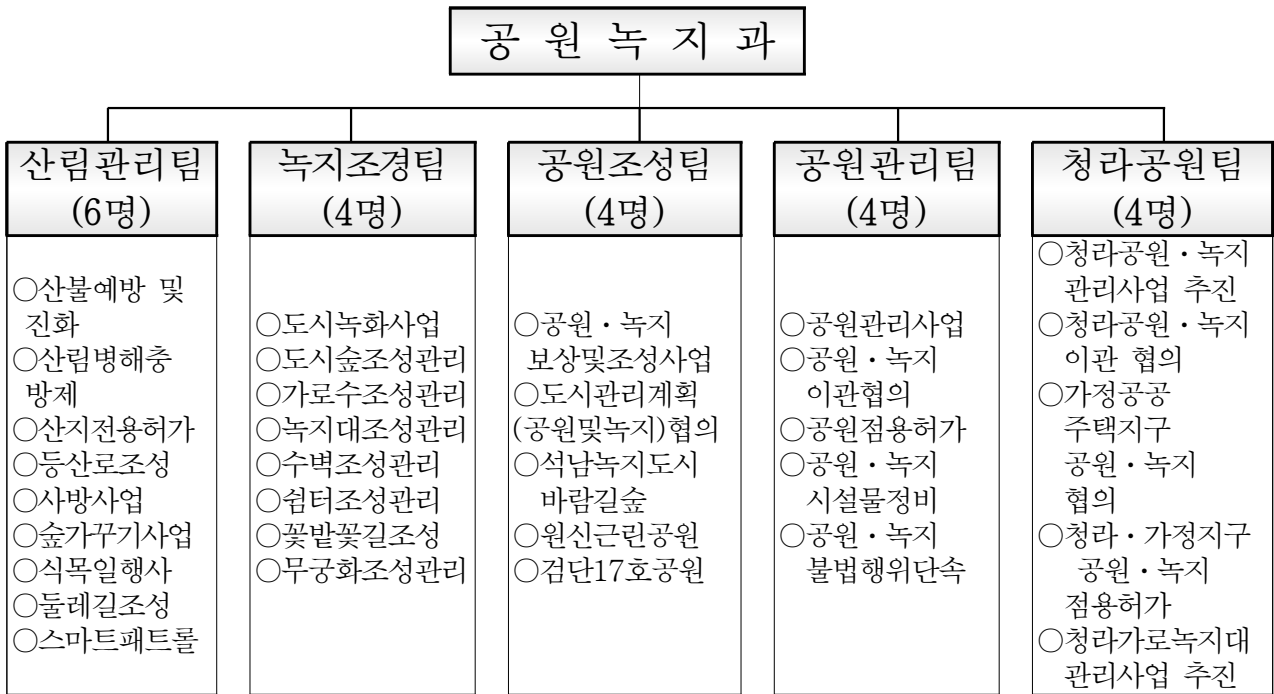 공 원 녹 지 과
산림관리팀
(6명)
○산불예방 및
진화
○산림병해충
방제
○산지전용허가
○등산로조성
○사방사업
○숲가꾸기사업
○식목일행사
○둘레길조성
○스마트패트롤
녹지조경팀
(4명)
○도시녹화사업
○도시숲조성관리
○가로수조성관리
○녹지대조성관리
○수벽조성관리
○쉼터조성관리
○꽃밭꽃길조성
○무궁화조성관리
공원조성팀
(4명)
○공원・녹지
보상및조성사업
○도시관리계획
(공원및녹지)협의
○석남녹지도시
바람길숲
○원신근린공원
○검단17호공원
공원관리팀
(4명)
○공원관리사업
○공원・녹지
이관협의
○공원점용허가
○공원・녹지
시설물정비
○공원・녹지
불법행위단속
청라공원팀
(4명)
○청라공원・녹지
관리사업 추진
○청라공원・녹지
이관 협의
○가정공공
주택지구
공원・녹지
협의
○청라・가정지구
공원・녹지
점용허가
○청라가로녹지대
관리사업 추진